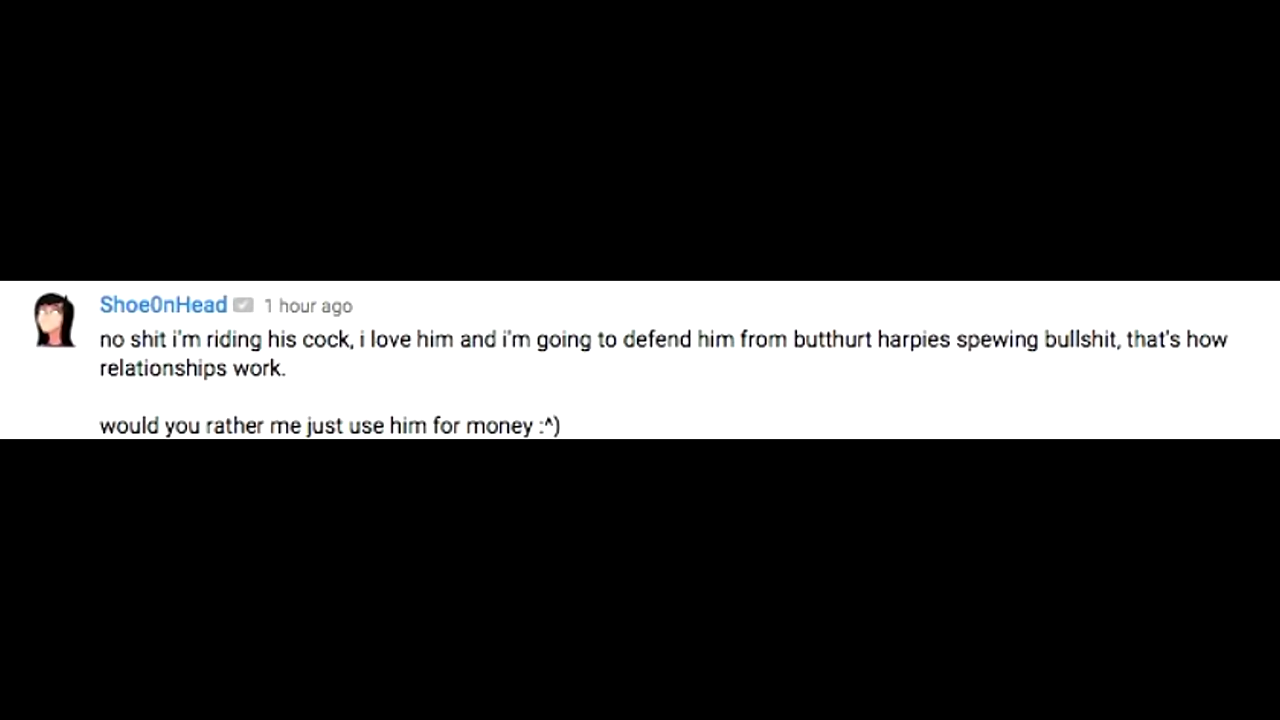 Shoe0nHead 1 hour ago
no shit i'm riding his cock, i love him and i'm going to defend him from butthurt harpies spewing bullshit, that's how
relationships work.
would you rather me just use him for money :^)